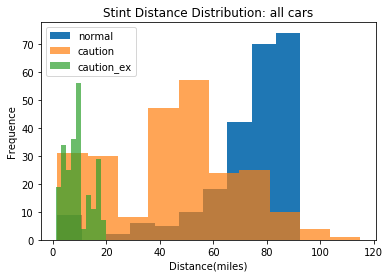 Stint Distance Distribution: all cars
normal
caution
caution_ex
Frequence
70
60
50
40
30
20
10
0
0 20 40 60 80 100 120
Distance(miles)